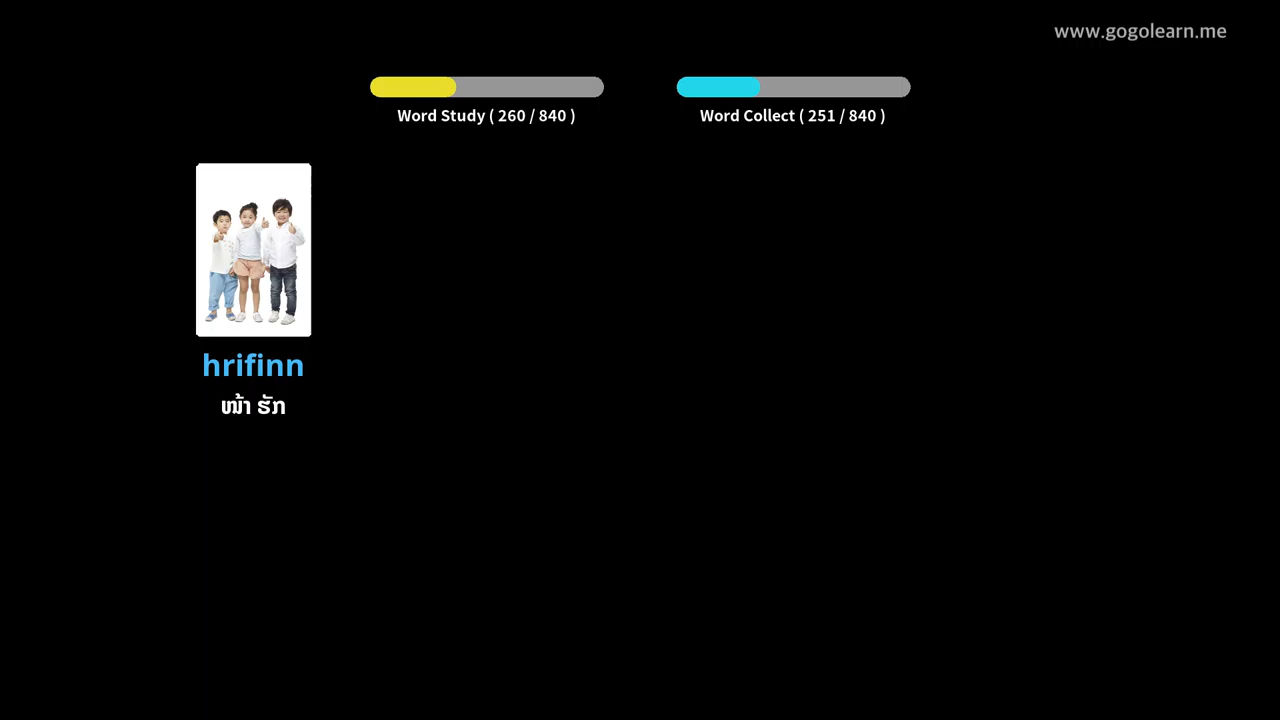 www.gogolearn.me
Word Study ( 260 / 840 )
Word Collect ( 251 / 840 )
hrifinn
ໜ້າ ຮັກ